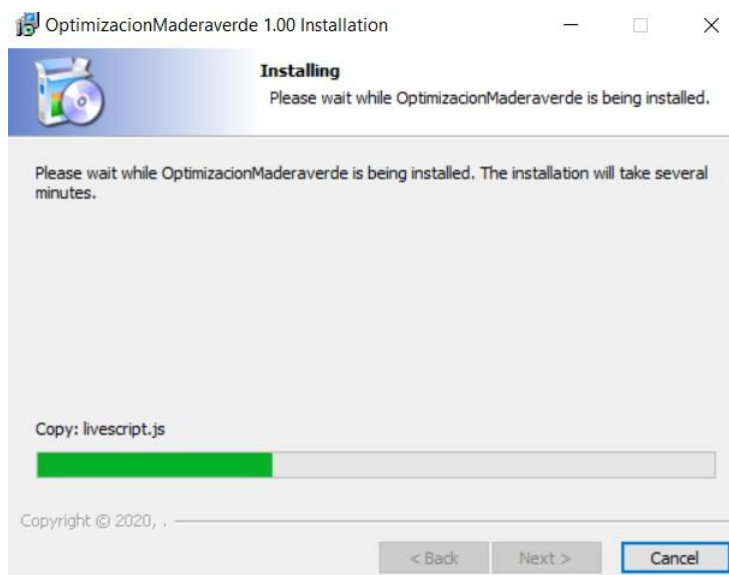 OptimizacionMaderaverde 1.00 Installation
Installing
Please wait while OptimizacionMaderaverde is being installed.
Please wait while OptimizacionMaderaverde is being installed. The installation will take several
minutes.
Copy: livescript.js
Copyright © 2020, .
< Back Next > Cancel